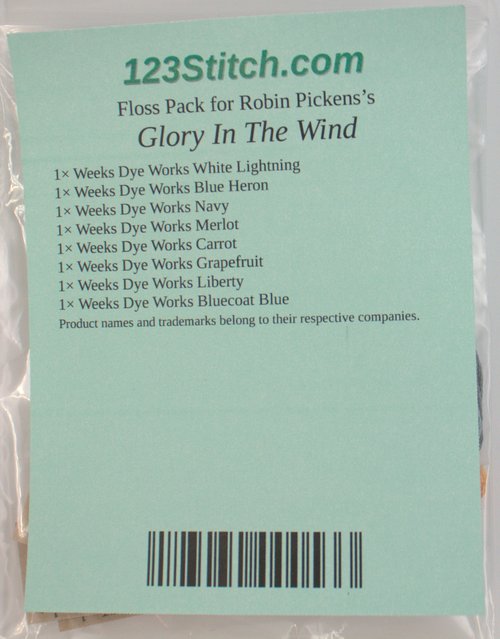 123Stitch.com
Floss Pack for Robin Pickens’s
Glory In The Wind
1× Weeks Dye Works White Lightning
1× Weeks Dye Works Blue Heron
1× Weeks Dye Works Navy
1× Weeks Dye Works Merlot
1× Weeks Dye Works Carrot
1× Weeks Dye Works Grapefruit
1× Weeks Dye Works Liberty
1× Weeks Dye Works Bluecoat Blue
Product names and trademarks belong to their respective companies.